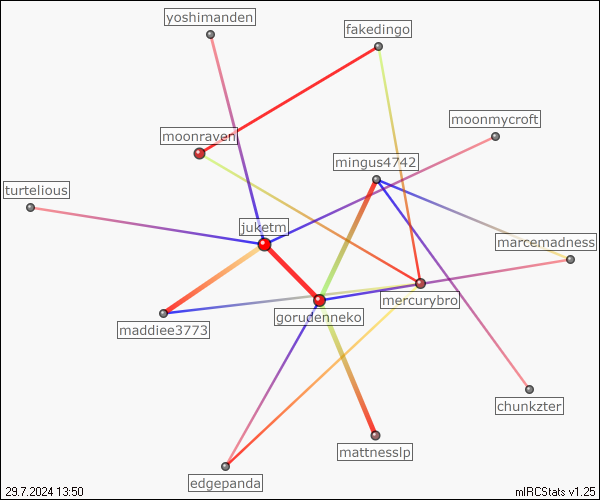 yoshimanden
fakedingo
moonmycroft
moonraven
mingus4742
turtelious
juketm
marcemadness
mercurybro
gorudenneko
maddiee3773
chunkzter
mattnesslp
edgepanda
29.7.2024 13:50
mIRCStats v1.25